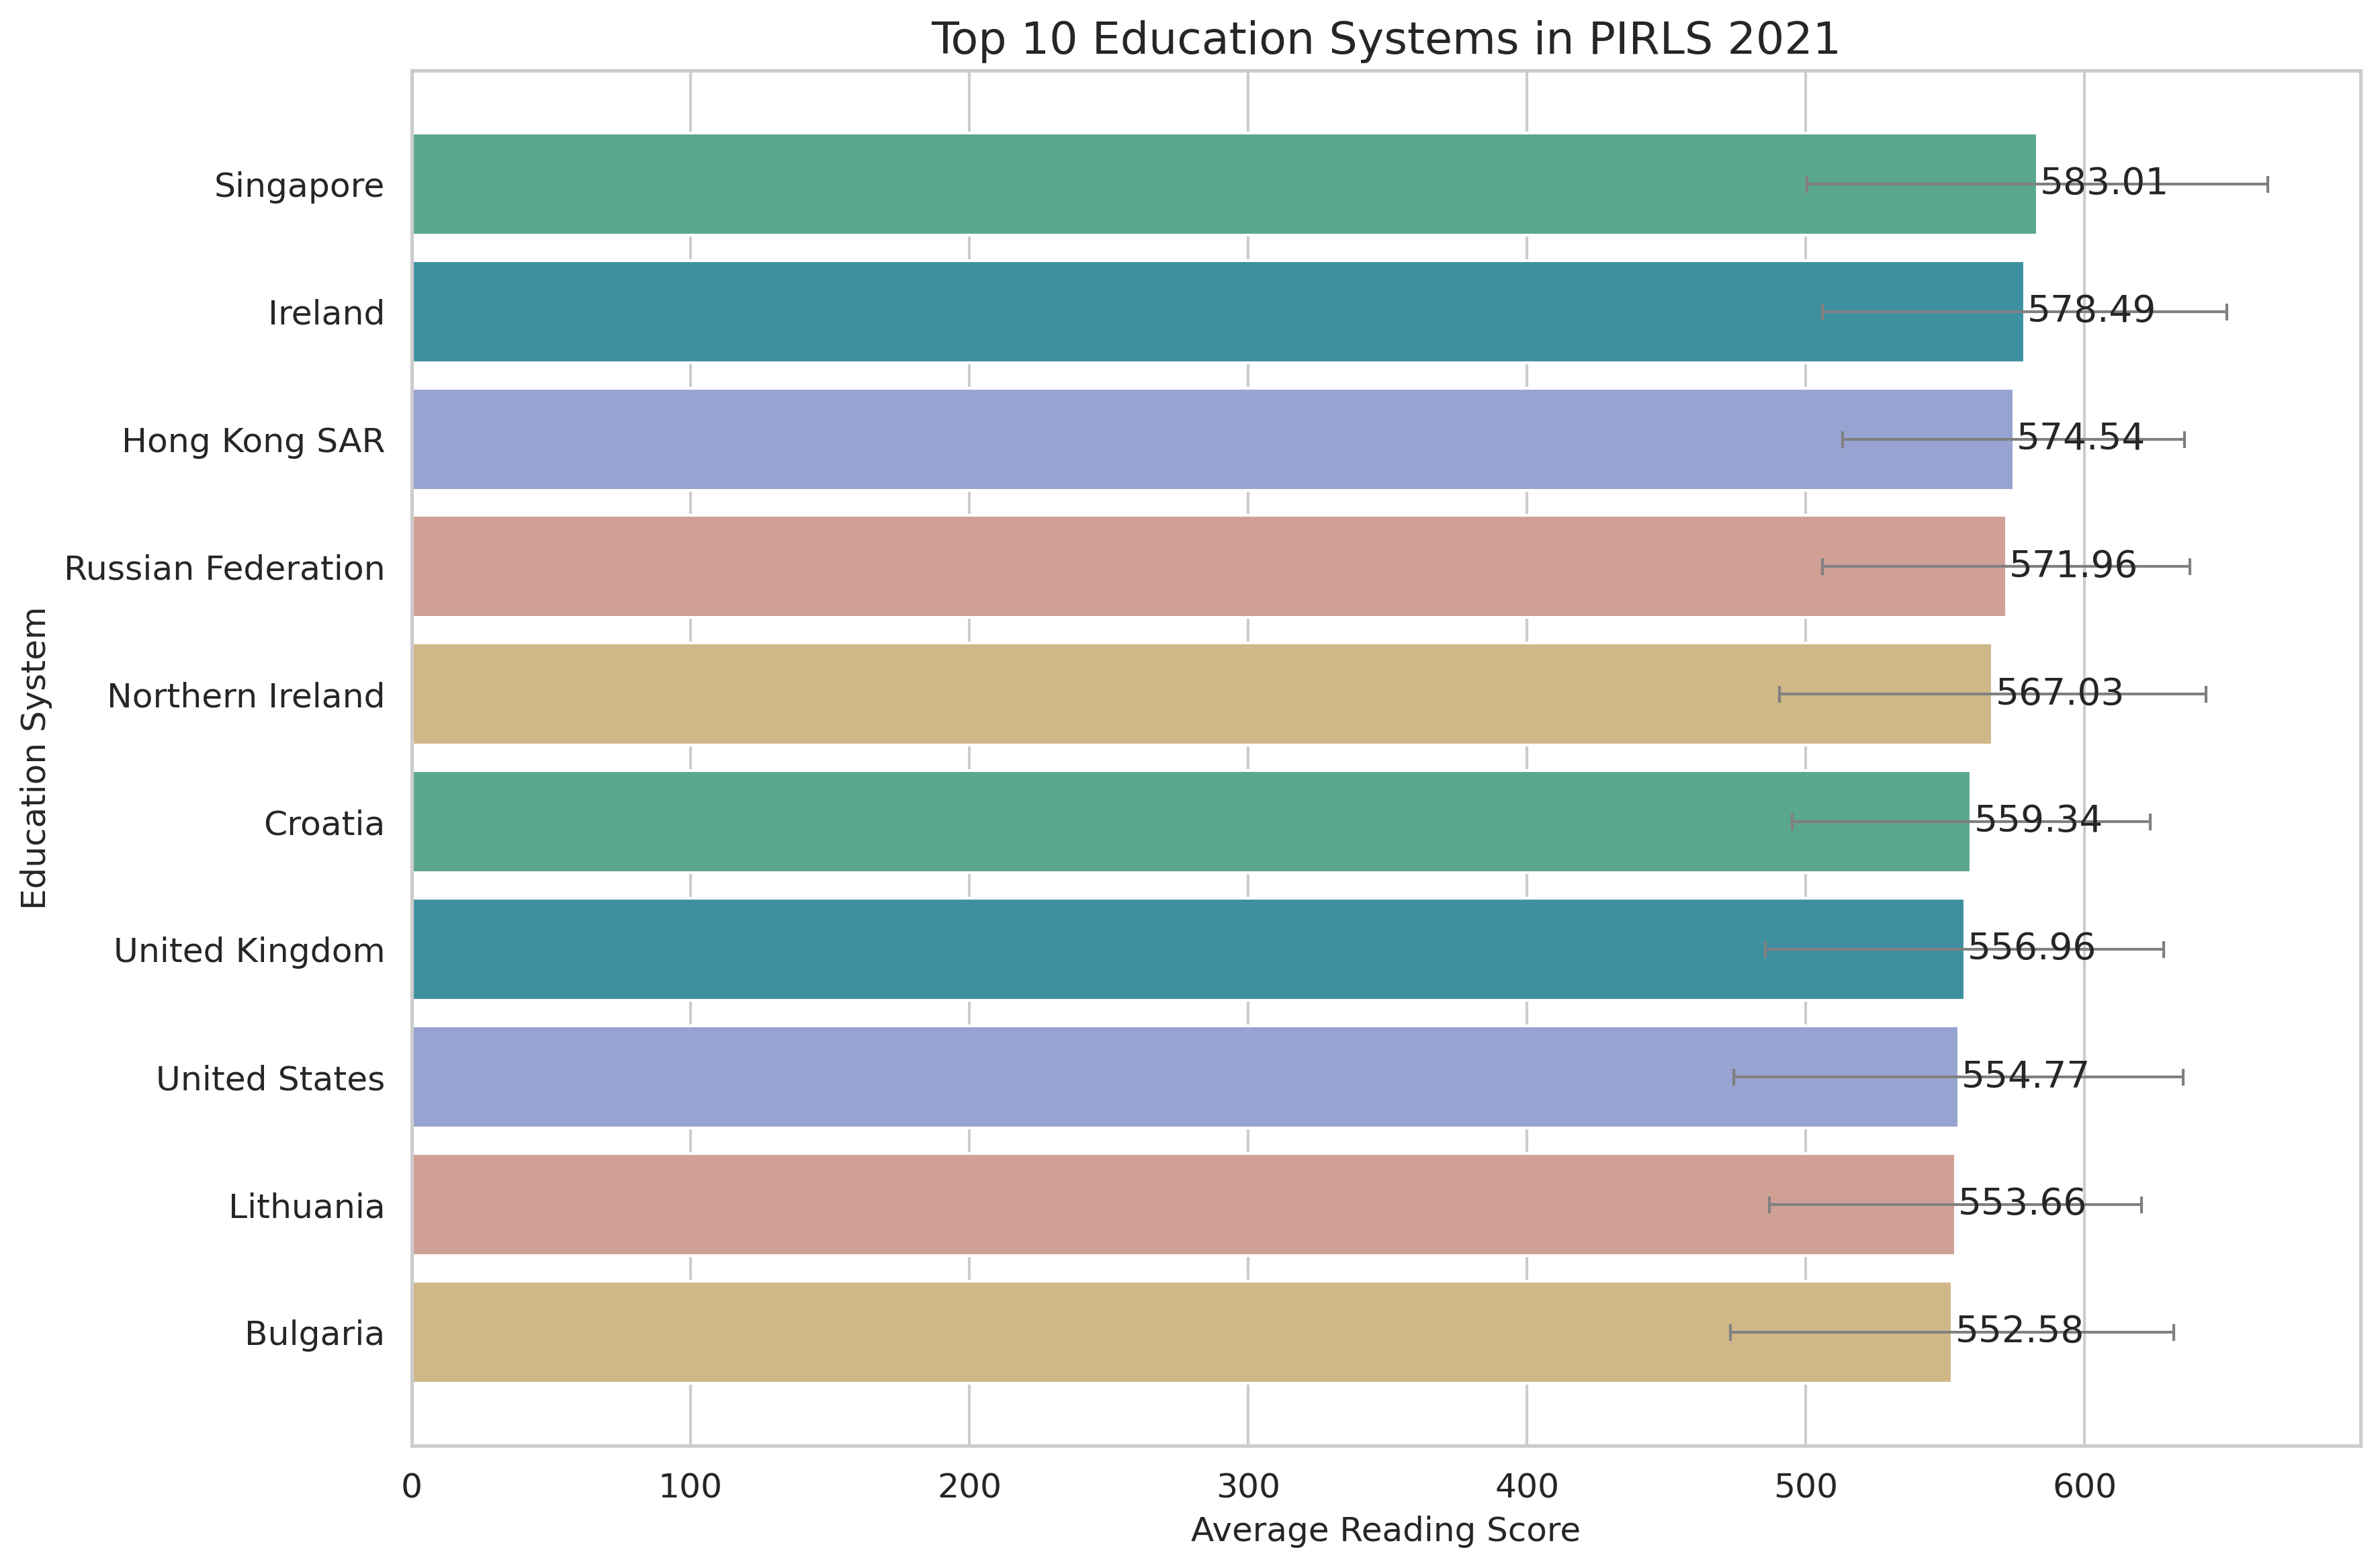 Top 10 Education Systems in PIRLS 2021
Education System
Singapore 583.01
Ireland 578.49
Hong Kong SAR 574.54
Russian Federation 571.96
Northern Ireland 567.03
Croatia 559.34
United Kingdom 556.96
United States 554.77
Lithuania 553.66
Bulgaria 552.58
0 100 200 300 400 500 600
Average Reading Score